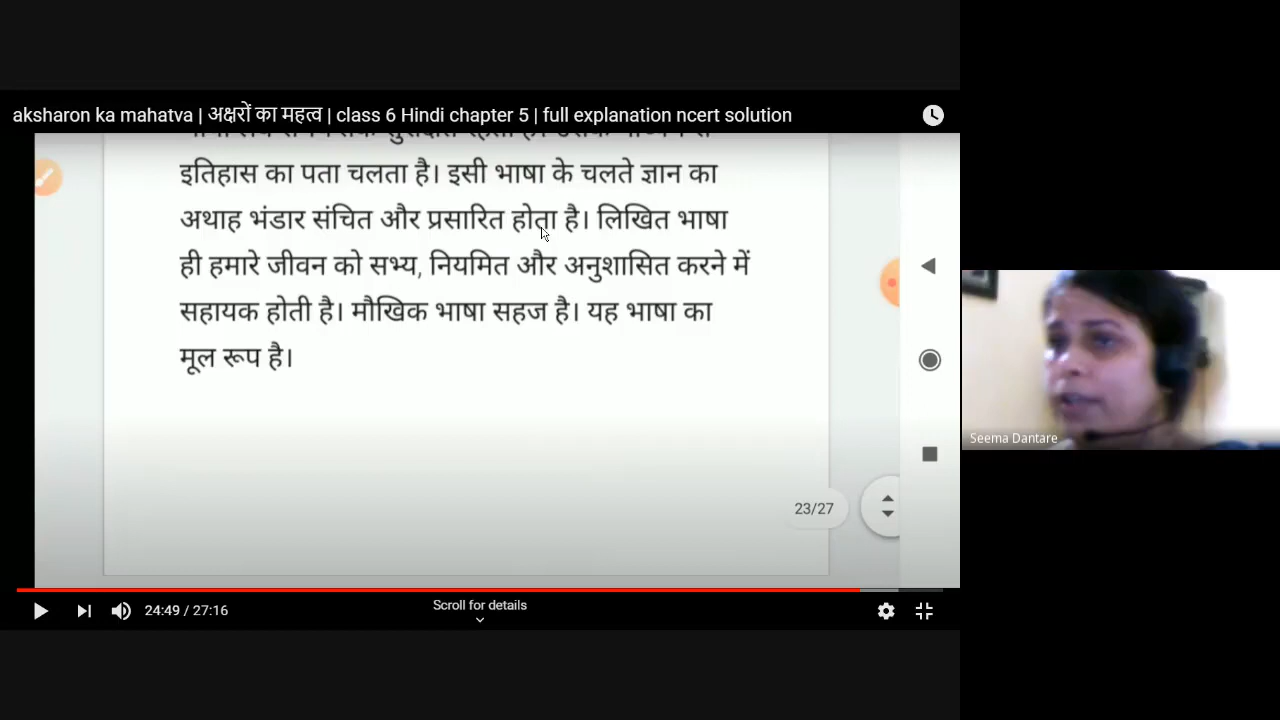 aksharon ka mahatva | अक्षरों का महत्व | class 6 Hindi chapter 5 | full explanation ncert solution
इतिहास का पता चलता है। इसी भाषा के चलते ज्ञान का
अथाह भंडार संचित और प्रसारित होता है। लिखित भाषा
ही हमारे जीवन को सभ्य, नियमित और अनुशासित करने में
सहायक होती है। मौखिक भाषा सहज है। यह भाषा का
मूल रूप है।
23/27
Seema Dantare
24:49 / 27:16
Scroll for details